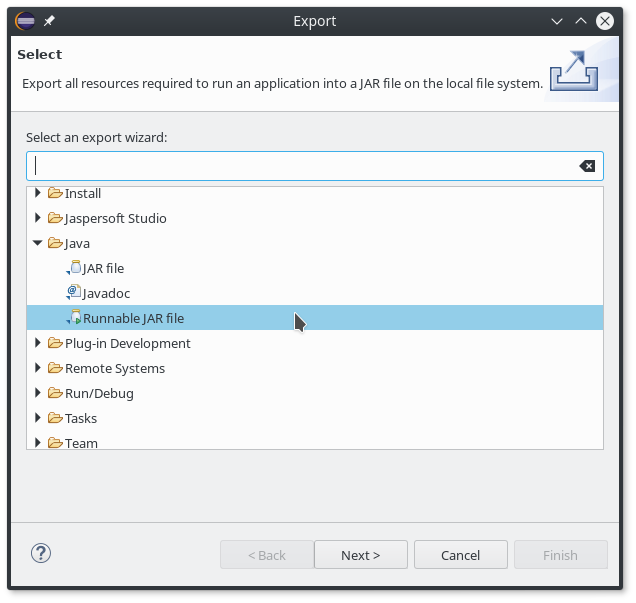 Export
Select
Export all resources required to run an application into a JAR file on the local file system.
Select an export wizard:
Install
Jaspersoft Studio
Java
JAR file
Javadoc
Runnable JAR file
Plug-in Development
Remote Systems
Run/Debug
Tasks
Team
< Back
Next >
Cancel
Finish